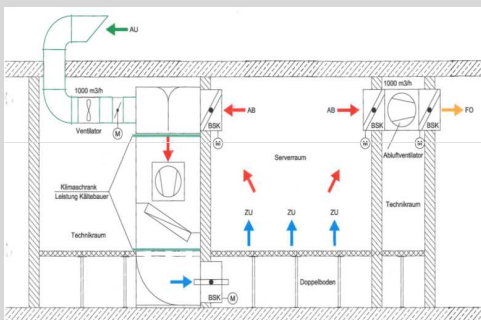 AU
1000 m3/h
1000 m3/h
AB
AB
FO
BSK
BSK
BSK
M
M
M
Ventilator
M
Abluftventilator
Serverraum
Klimaschrank
Leistung Kältebauer
ZU
ZU
ZU
Technikraum
Technikraum
Doppelboden
BSK
M